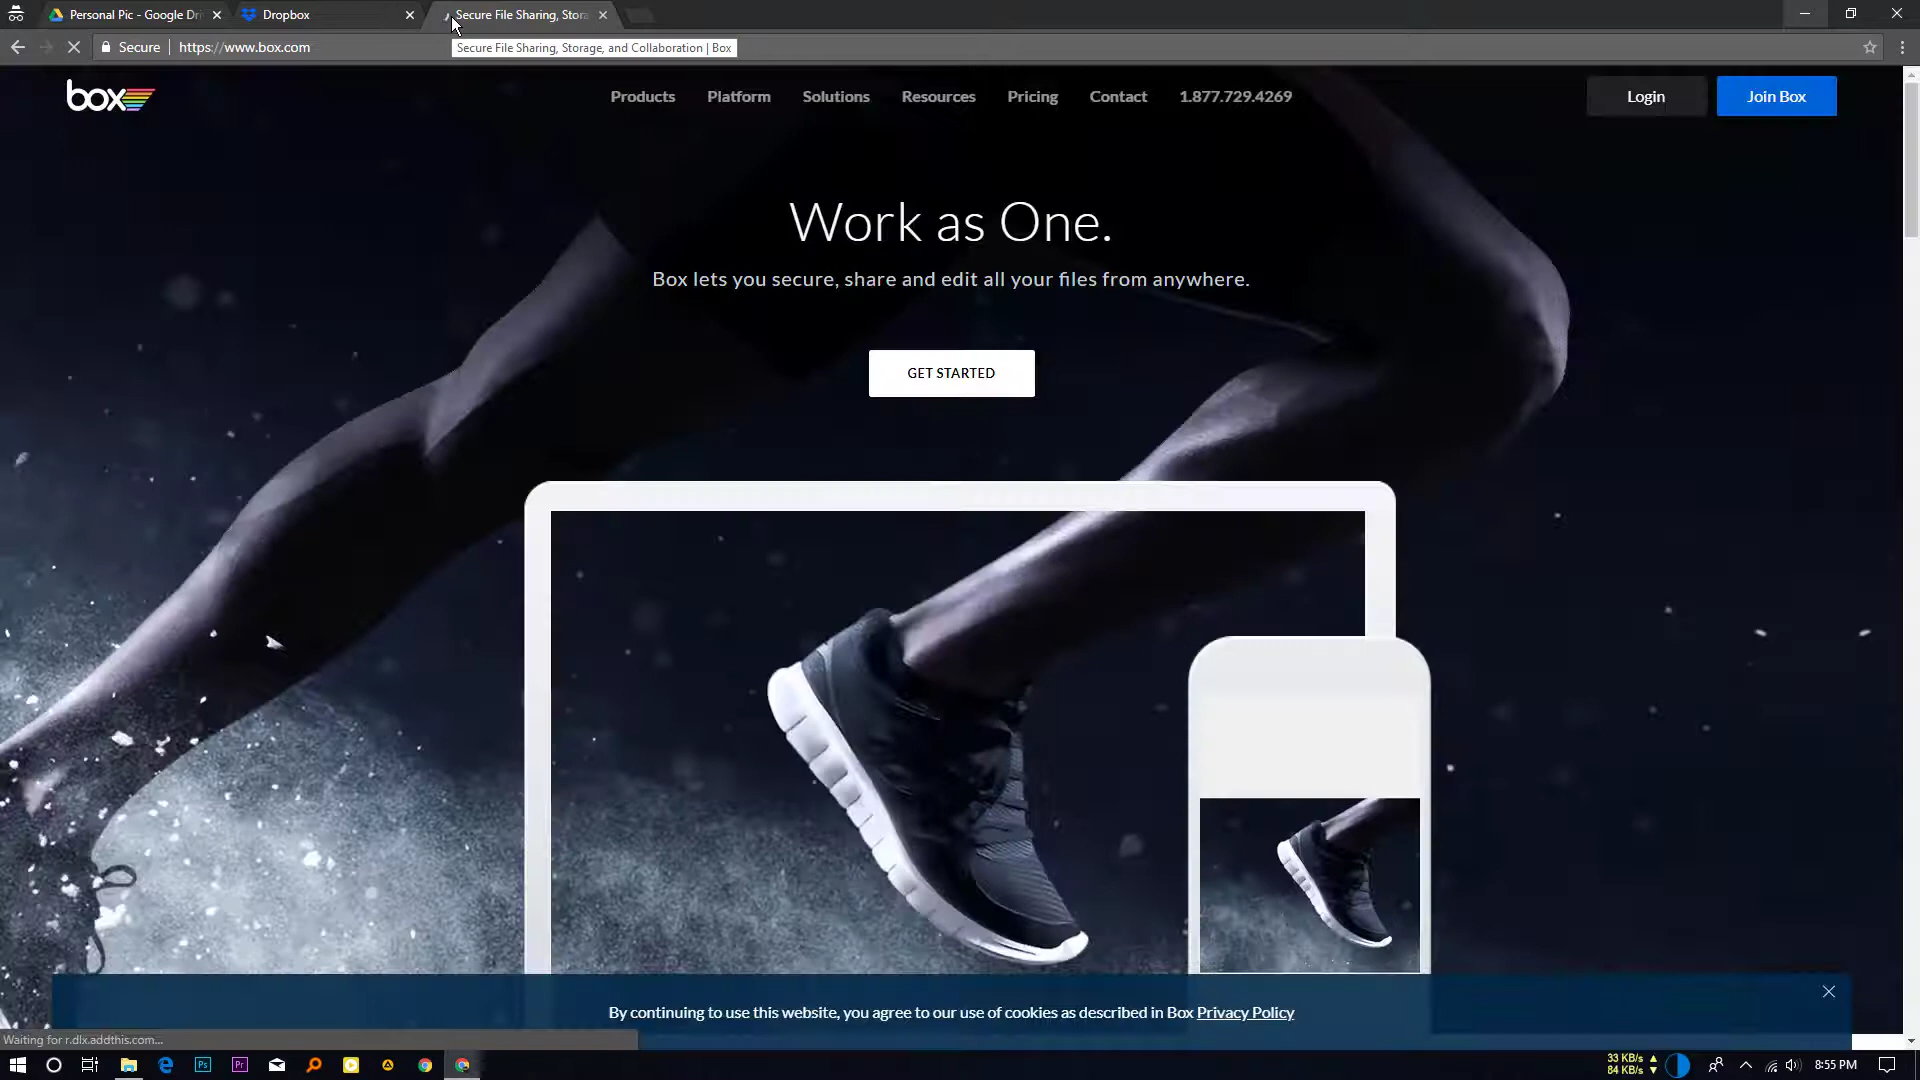 Personal Pic - Google Dri
Dropbox
Secure File Sharing, Stora
Secure
https://www.box.com
Secure File Sharing, Storage, and Collaboration | Box
box
Products
Platform
Solutions
Resources
Pricing
Contact
1.877.729.4269
Login
Join Box
Work as One.
Box lets you secure, share and edit all your files from anywhere.
GET STARTED
By continuing to use this website, you agree to our use of cookies as described in Box Privacy Policy
Waiting for r.dlx.addthis.com...
Ps
Pr
33 KB/s
84 KB/s
8:55 PM